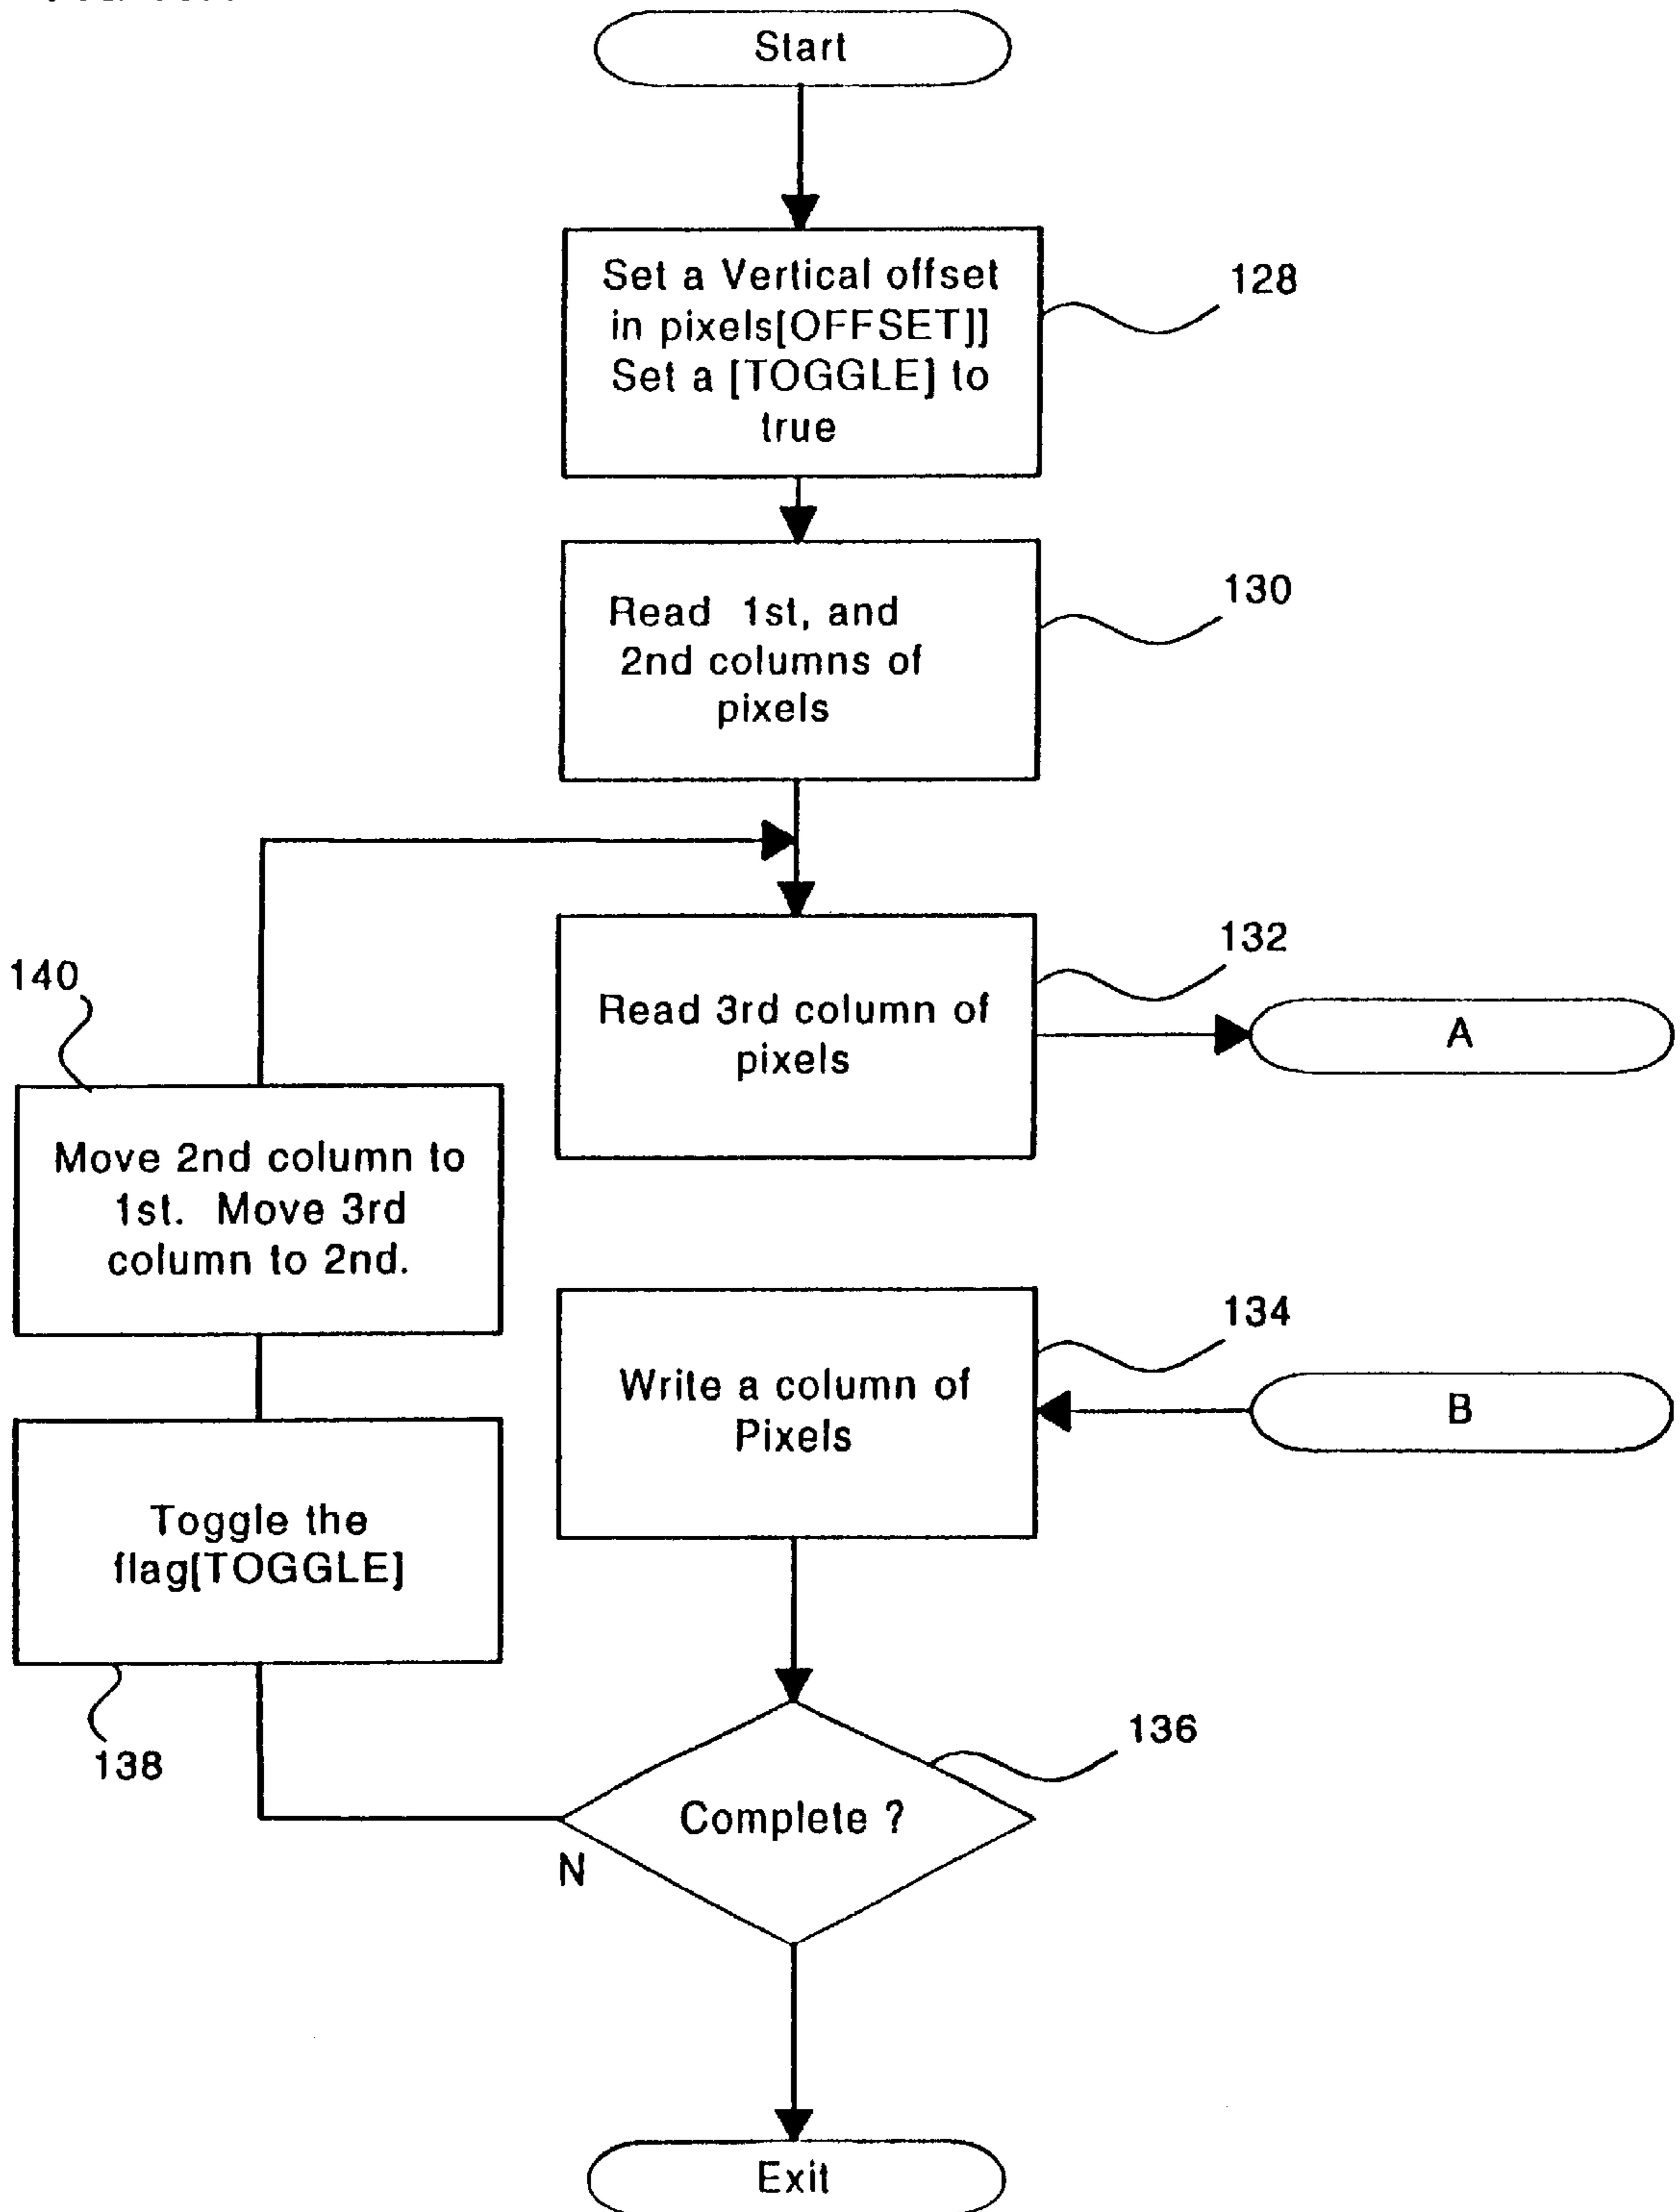 Start
Set a Vertical offset
in pixels[OFFSET]]
Set a [TOGGLE] to
true
128
Read 1st, and
2nd columns of
pixels
130
Read 3rd column of
pixels
132
A
140
Move 2nd column to
1st. Move 3rd
column to 2nd.
Write a column of
Pixels
134
B
Toggle the
flag[TOGGLE]
138
Complete ?
136
N
Exit